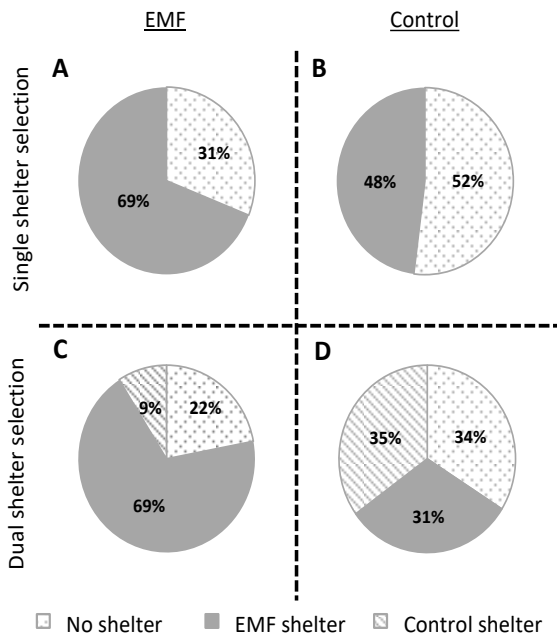 EMF
Control
Single shelter selection
A
31%
69%
B
48%
52%
Dual shelter selection
C
9%
22%
69%
D
35%
34%
31%
No shelter
EMF shelter
Control shelter